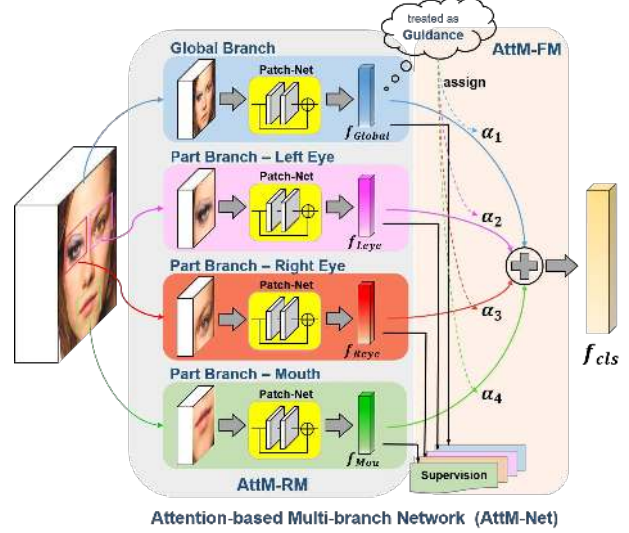 treated as
Guidance
Global Branch
AttM-FM
Patch-Net
assign
f_Global
α₁
Part Branch – Left Eye
Patch-Net
f_Leye
α₂
Part Branch – Right Eye
Patch-Net
f_Reye
α₃
f_cls
Part Branch – Mouth
Patch-Net
α₄
f_Mou
AttM-RM
Supervision
Attention-based Multi-branch Network (AttM-Net)